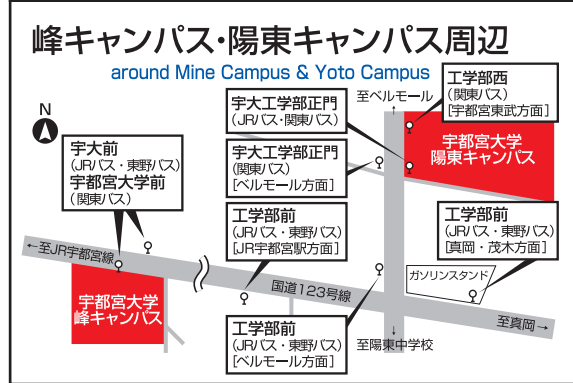 峰キャンパス・陽東キャンパス周辺
around Mine Campus & Yoto Campus
N
至ベルモール
工学部西
(関東バス)
[宇都宮東武方面]
宇大工学部正門
(JRバス・関東バス)
宇都宮大学
陽東キャンパス
宇大前
(JRバス・東野バス)
宇都宮大学前
(関東バス)
宇大工学部正門
(関東バス)
[ベルモール方面]
工学部前
(JRバス・東野バス)
[JR宇都宮駅方面]
工学部前
(JRバス・東野バス)
[真岡・茂木方面]
←至JR宇都宮線
ガソリンスタンド
国道123号線
宇都宮大学
峰キャンパス
工学部前
(JRバス・東野バス)
[ベルモール方面]
至陽東中学校
至真岡→